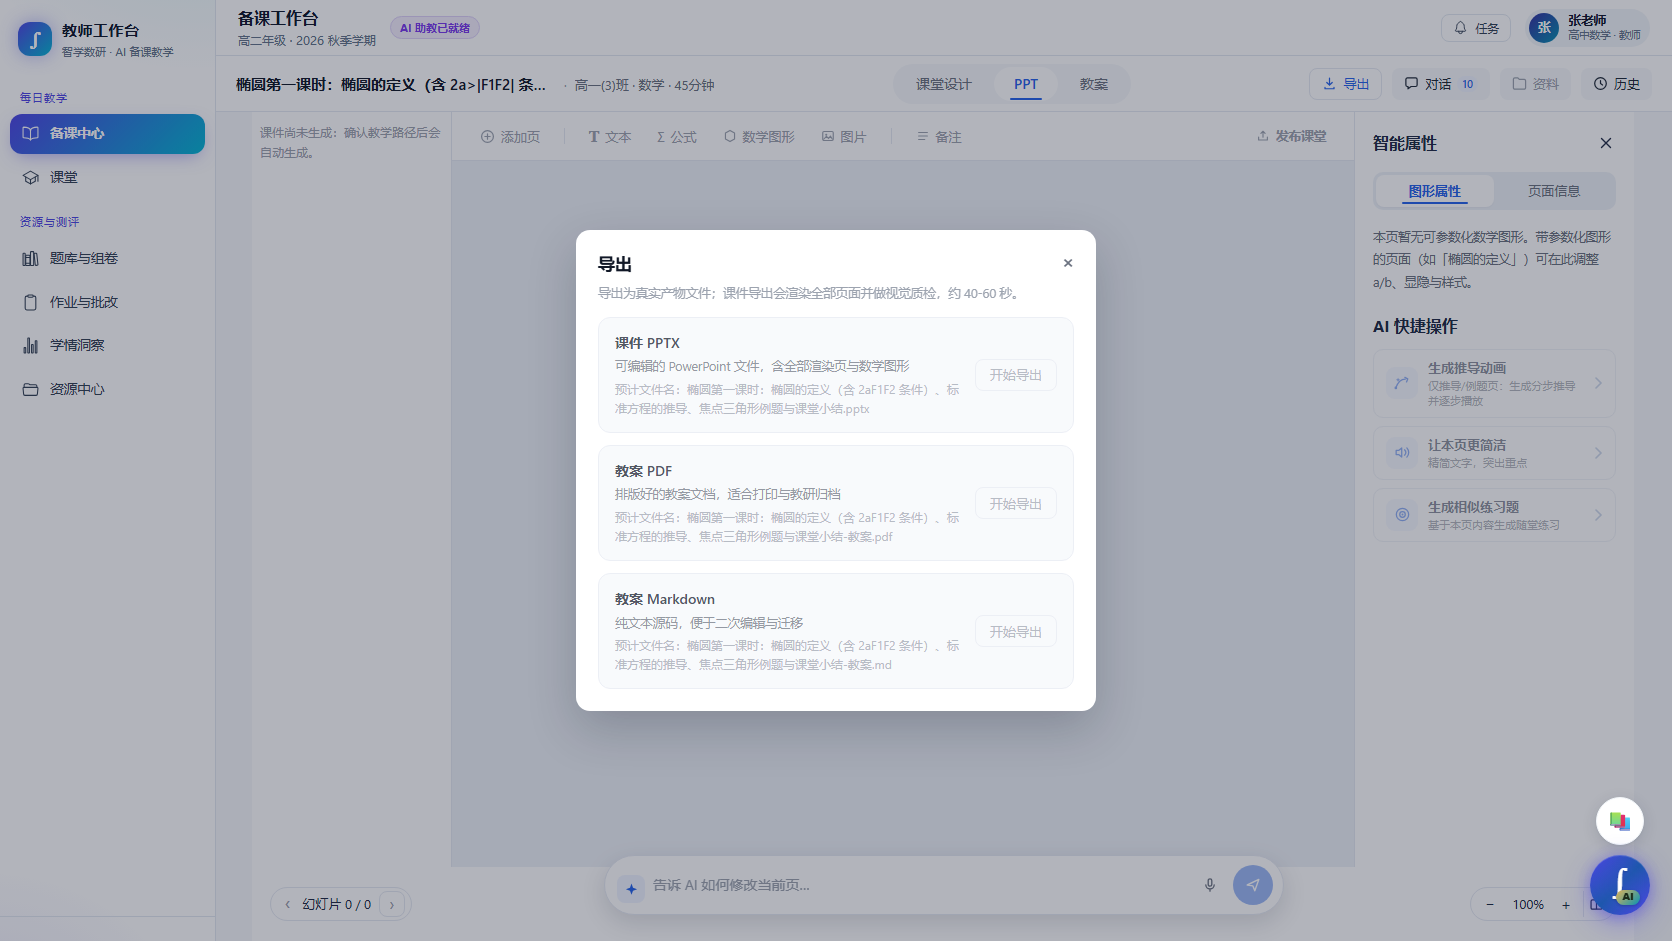 教师工作台
智学数研 · AI 备课教学
每日教学
备课中心
课堂
资源与测评
题库与组卷
作业与批改
学情洞察
资源中心
备课工作台
高二年级 · 2026 秋季学期
AI 助教已就绪
任务
张
张老师
高中数学 · 教师
椭圆第一课时：椭圆的定义（含 2a>|F1F2| 条...
· 高一(3)班 · 数学 · 45分钟
课堂设计
PPT
教案
导出
对话 10
资料
历史
课件尚未生成：确认教学路径后会
自动生成。
添加页
T 文本
Σ 公式
数学图形
图片
备注
发布课堂
智能属性
图形属性
页面信息
本页暂无可参数化数学图形。带参数化图形
的页面（如「椭圆的定义」）可在此调整
a/b、显隐与样式。
AI 快捷操作
生成推导动画
仅推导/例题页：生成分步推导
并逐步播放
让本页更简洁
精简文字，突出重点
生成相似练习题
基于本页内容生成随堂练习
导出
×
导出为真实产物文件；课件导出会渲染全部页面并做视觉质检，约 40-60 秒。
课件 PPTX
可编辑的 PowerPoint 文件，含全部渲染页与数学图形
预计文件名：椭圆第一课时：椭圆的定义（含 2aF1F2 条件）、标
准方程的推导、焦点三角形例题与课堂小结.pptx
开始导出
教案 PDF
排版好的教案文档，适合打印与教研归档
预计文件名：椭圆第一课时：椭圆的定义（含 2aF1F2 条件）、标
准方程的推导、焦点三角形例题与课堂小结-教案.pdf
开始导出
教案 Markdown
纯文本源码，便于二次编辑与迁移
预计文件名：椭圆第一课时：椭圆的定义（含 2aF1F2 条件）、标
准方程的推导、焦点三角形例题与课堂小结-教案.md
开始导出
‹ 幻灯片 0 / 0 ›
告诉 AI 如何修改当前页...
− 100% +
∫ AI